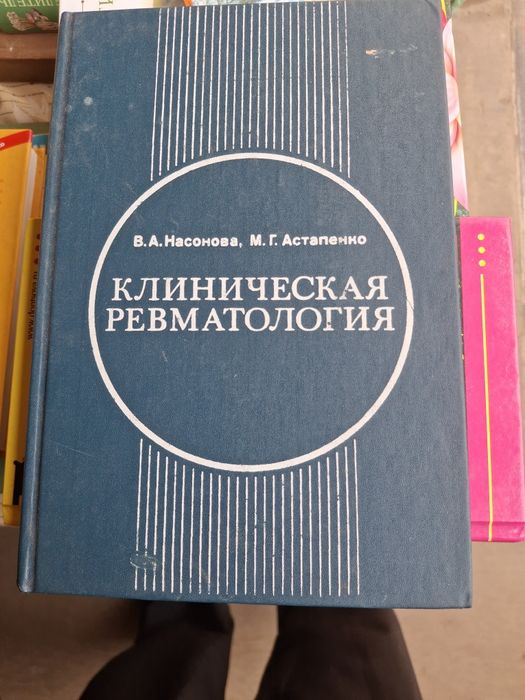 В.А.Насонова, М.Г.Астапенко
КЛИНИЧЕСКАЯ
РЕВМАТОЛОГИЯ